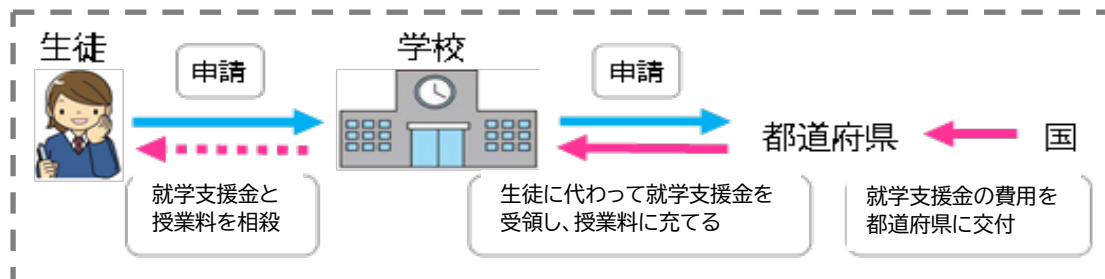 生徒
申請
学校
申請
都道府県
国
就学支援金と
授業料を相殺
生徒に代わって就学支援金を
受領し、授業料に充てる
就学支援金の費用を
都道府県に交付